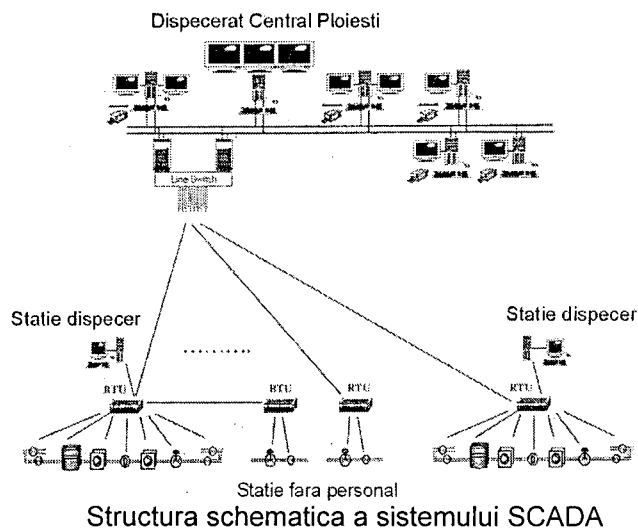 Dispecerat Central Ploiesti
Line Switch
Statie dispecer
Statie dispecer
RTU
RTU
RTU
RTU
Statie fara personal
Structura schematica a sistemului SCADA